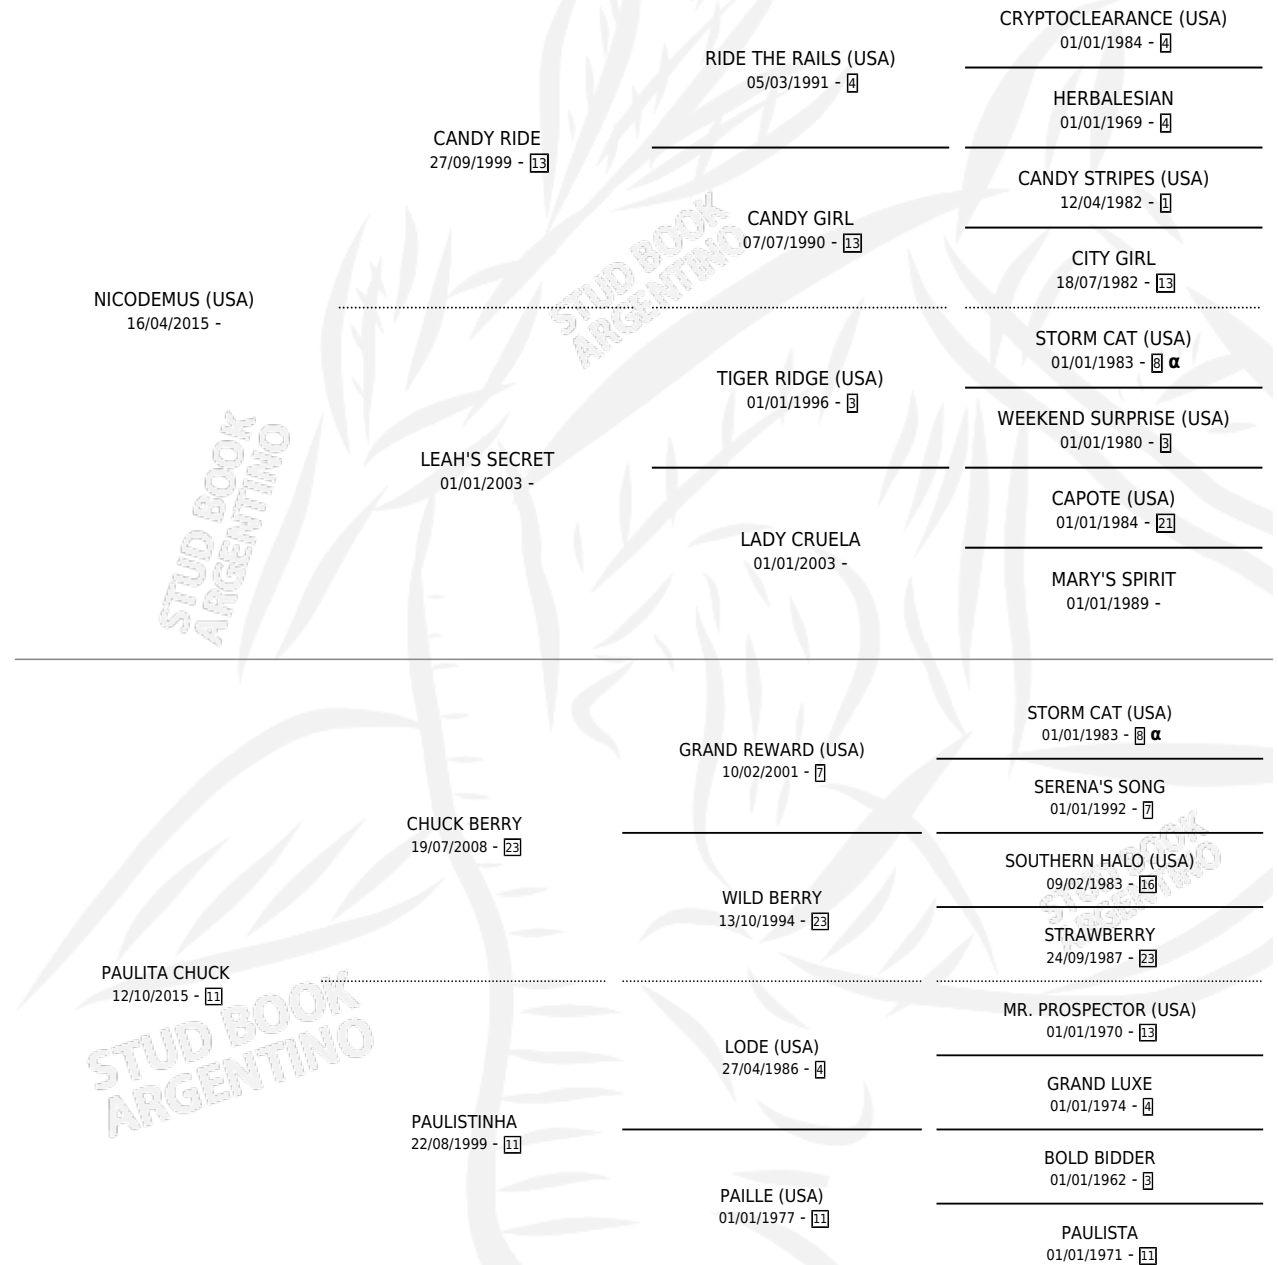 CRYPTOCLEARANCE (USA)
01/01/1984 - 4
RIDE THE RAILS (USA)
05/03/1991 - 4
HERBALESIAN
01/01/1969 - 4
CANDY RIDE
27/09/1999 - 13
CANDY STRIPES (USA)
12/04/1982 - 1
CANDY GIRL
07/07/1990 - 13
CITY GIRL
18/07/1982 - 13
NICODEMUS (USA)
16/04/2015 -
STORM CAT (USA)
01/01/1983 - 8 α
TIGER RIDGE (USA)
01/01/1996 - 3
WEEKEND SURPRISE (USA)
01/01/1980 - 3
LEAH'S SECRET
01/01/2003 -
CAPOTE (USA)
01/01/1984 - 21
LADY CRUELA
01/01/2003 -
MARY'S SPIRIT
01/01/1989 -
STORM CAT (USA)
01/01/1983 - 8 α
GRAND REWARD (USA)
10/02/2001 - 7
SERENA'S SONG
01/01/1992 - 7
CHUCK BERRY
19/07/2008 - 23
SOUTHERN HALO (USA)
09/02/1983 - 16
WILD BERRY
13/10/1994 - 23
STRAWBERRY
24/09/1987 - 23
PAULITA CHUCK
12/10/2015 - 11
MR. PROSPECTOR (USA)
01/01/1970 - 13
LODE (USA)
27/04/1986 - 4
GRAND LUXE
01/01/1974 - 4
PAULISTINHA
22/08/1999 - 11
BOLD BIDDER
01/01/1962 - 3
PAILLE (USA)
01/01/1977 - 11
PAULISTA
01/01/1971 - 11
STUD BOOK
ARGENTINO
STUD BOOK
ARGENTINO
STUD BOOK
ARGENTINO
STUD BOOK
ARGENTINO